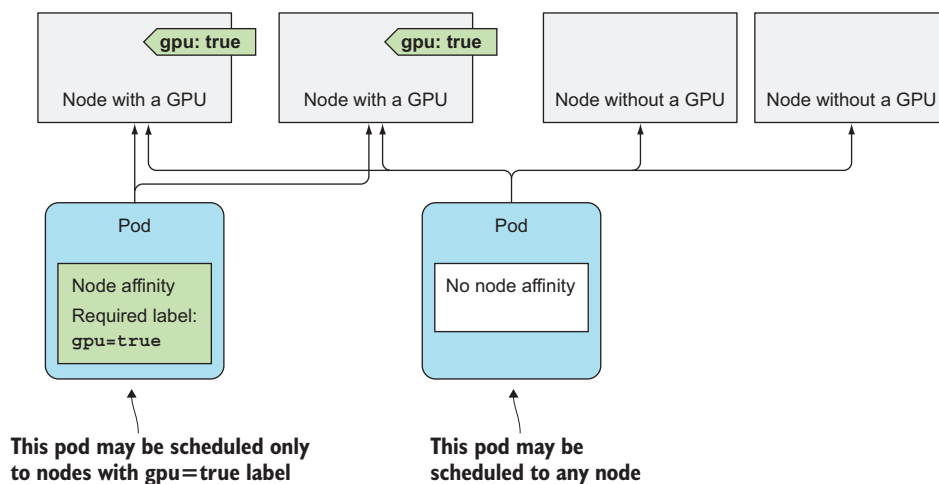 gpu: true
gpu: true
Node with a GPU
Node with a GPU
Node without a GPU
Node without a GPU
Pod
Node affinity
Required label:
gpu=true
Pod
No node affinity
This pod may be scheduled only
to nodes with gpu=true label
This pod may be
scheduled to any node